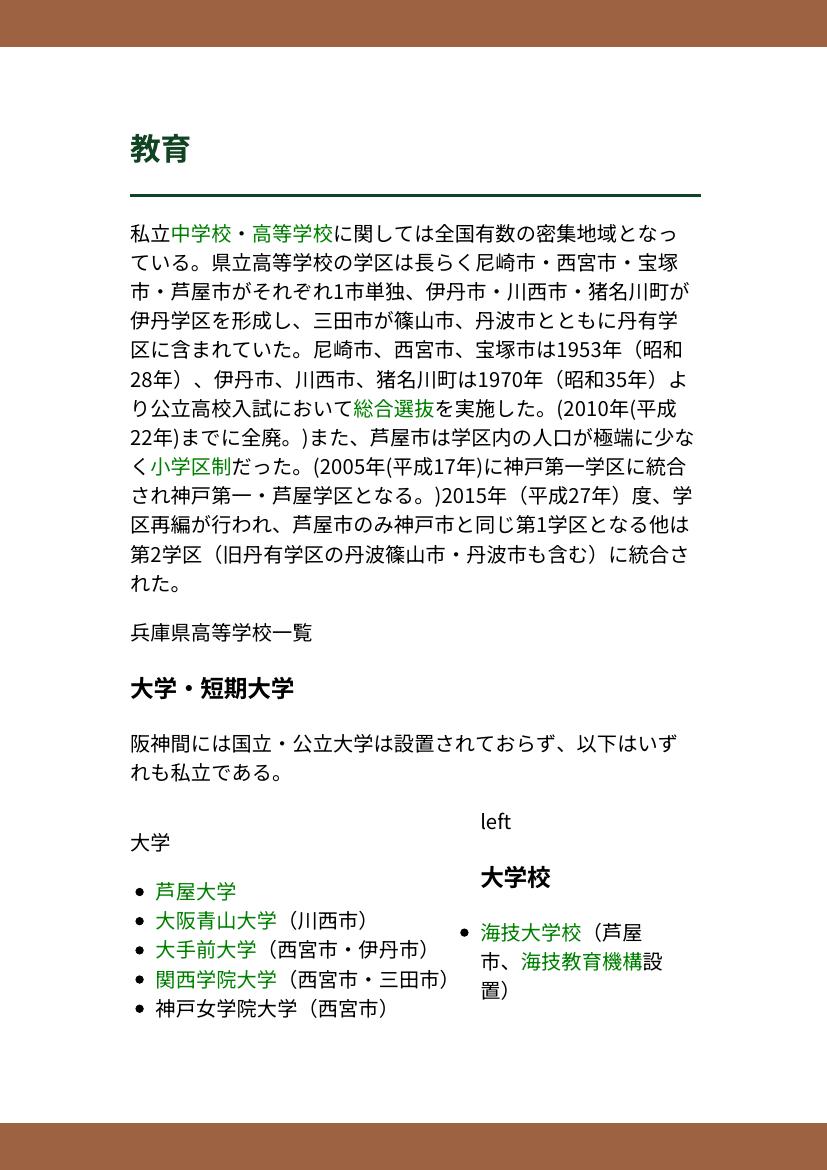 教育
私立中学校・高等学校に関しては全国有数の密集地域となっ
ている。県立高等学校の学区は長らく尼崎市・西宮市・宝塚
市・芦屋市がそれぞれ1市単独、伊丹市・川西市・猪名川町が
伊丹学区を形成し、三田市が篠山市、丹波市とともに丹有学
区に含まれていた。尼崎市、西宮市、宝塚市は1953年（昭和
28年）、伊丹市、川西市、猪名川町は1970年（昭和35年）よ
り公立高校入試において総合選抜を実施した。(2010年(平成
22年)までに全廃。)また、芦屋市は学区内の人口が極端に少な
く小学区制だった。(2005年(平成17年)に神戸第一学区に統合
され神戸第一・芦屋学区となる。)2015年（平成27年）度、学
区再編が行われ、芦屋市のみ神戸市と同じ第1学区となる他は
第2学区（旧丹有学区の丹波篠山市・丹波市も含む）に統合さ
れた。
兵庫県高等学校一覧
大学・短期大学
阪神間には国立・公立大学は設置されておらず、以下はいず
れも私立である。
大学
• 芦屋大学
• 大阪青山大学（川西市）
• 大手前大学（西宮市・伊丹市）
• 関西学院大学（西宮市・三田市）
• 神戸女学院大学（西宮市）
left
大学校
• 海技大学校（芦屋
市、海技教育機構設
置）